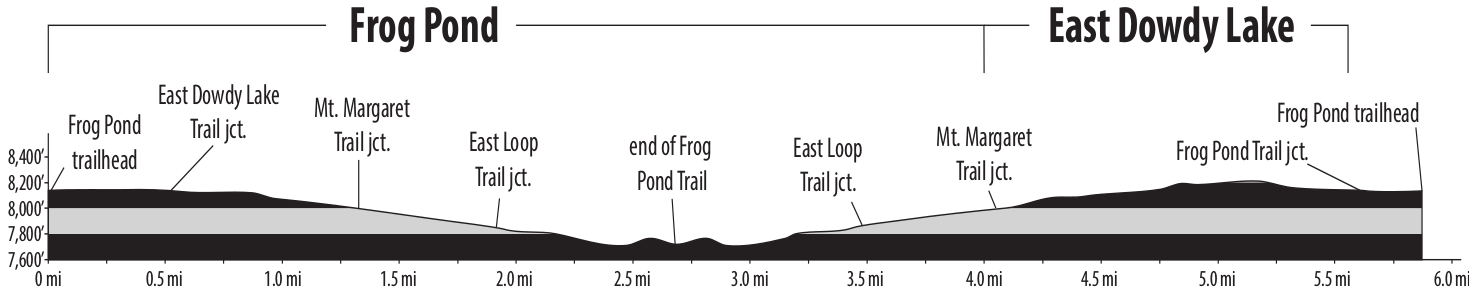 Frog Pond
East Dowdy Lake
Frog Pond
trailhead
East Dowdy Lake
Trail jct.
Mt. Margaret
Trail jct.
East Loop
Trail jct.
end of Frog
Pond Trail
East Loop
Trail jct.
Mt. Margaret
Trail jct.
Frog Pond Trail jct.
Frog Pond trailhead
8,400’
8,200’
8,000’
7,800’
7,600’
0 mi 0.5 mi 1.0 mi 1.5 mi 2.0 mi 2.5 mi 3.0 mi 3.5 mi 4.0 mi 4.5 mi 5.0 mi 5.5 mi 6.0 mi